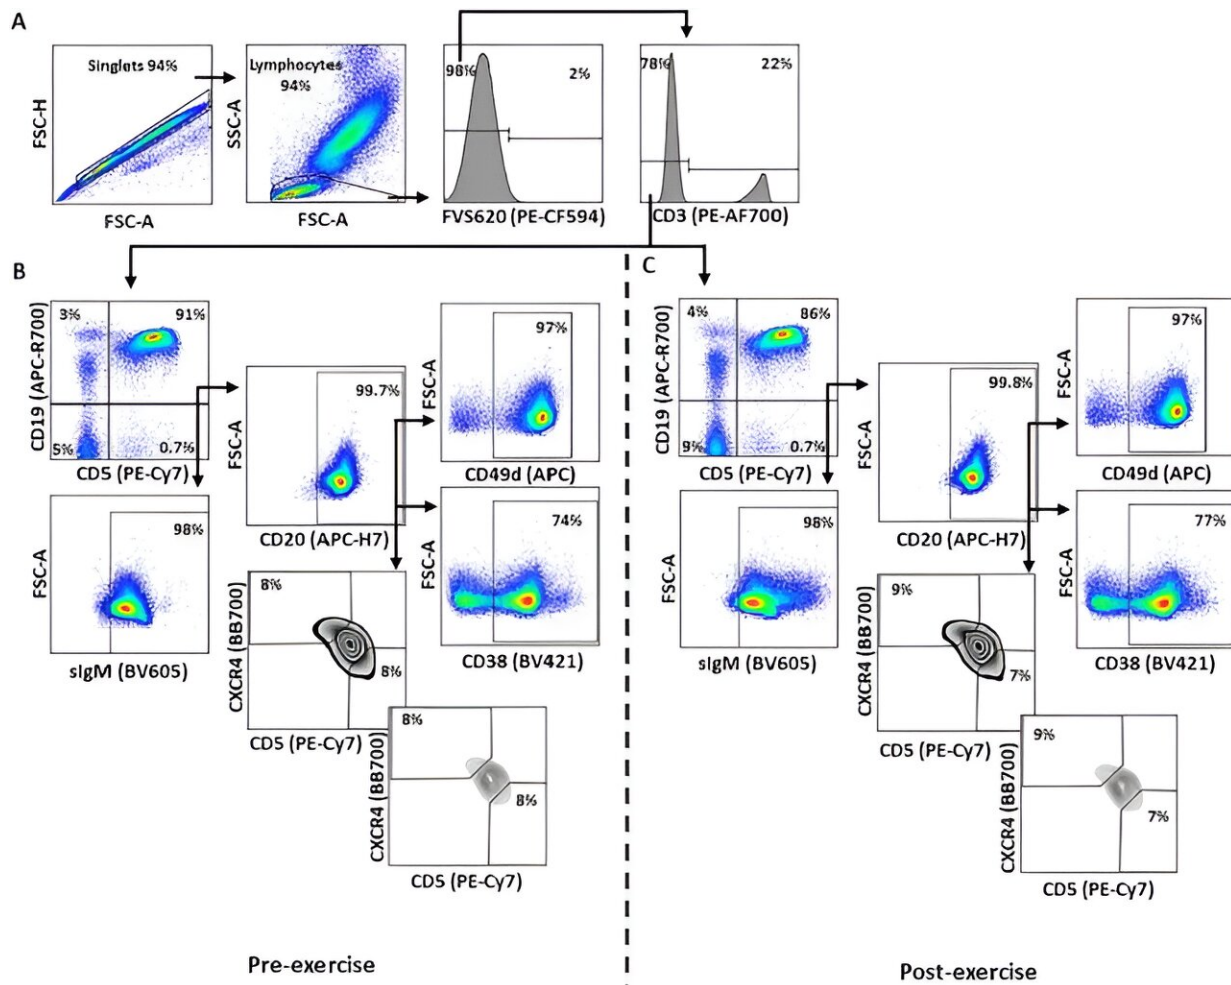 A
Singlets 94%
FSC-H
FSC-A
Lymphocytes
94%
SSC-A
FSC-A
98%
2%
FVS620 (PE-CF594)
78%
22%
CD3 (PE-AF700)
B
3%
91%
5%
0.7%
CD19 (APC-R700)
CD5 (PE-Cy7)
99.7%
FSC-A
CD20 (APC-H7)
97%
FSC-A
CD49d (APC)
98%
FSC-A
sIgM (BV605)
74%
FSC-A
CD38 (BV421)
8%
8%
CXCR4 (BB700)
CD5 (PE-Cy7)
8%
8%
CXCR4 (BB700)
CD5 (PE-Cy7)
Pre-exercise
C
4%
86%
9%
0.7%
CD19 (APC-R700)
CD5 (PE-Cy7)
99.8%
FSC-A
CD20 (APC-H7)
97%
FSC-A
CD49d (APC)
98%
FSC-A
sIgM (BV605)
77%
FSC-A
CD38 (BV421)
9%
7%
CXCR4 (BB700)
CD5 (PE-Cy7)
9%
7%
CXCR4 (BB700)
CD5 (PE-Cy7)
Post-exercise